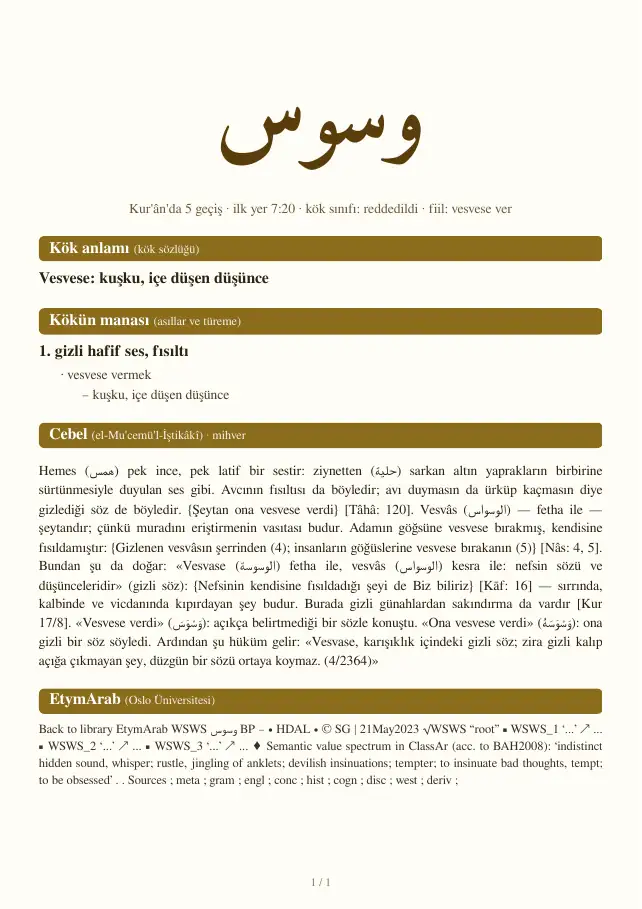 وسوس
Kur'ân'da 5 geçiş · ilk yer 7:20 · kök sınıfı: reddedildi · fiil: vesvese ver
Kök anlamı (kök sözlüğü)
Vesvese: kuşku, içe düşen düşünce
Kökün manası (asıllar ve türeme)
1. gizli hafif ses, fısıltı
· vesvese vermek
– kuşku, içe düşen düşünce
Cebel (el-Mu'cemü'l-İştikâkî) · mihver
Hemes (همس) pek ince, pek latif bir sestir: ziynetten (حلية) sarkan altın yaprakların birbirine
sürtünmesiyle duyulan ses gibi. Avcının fısıltısı da böyledir; avı duymasın da ürküp kaçmasın diye
gizlediği söz de böyledir. {Şeytan ona vesvese verdi} [Tâhâ: 120]. Vesvâs (الوسواس) — fetha ile —
şeytandır; çünkü muradını eriştirmenin vasıtası budur. Adamın göğsüne vesvese bırakmış, kendisine
fısıldamıştır: {Gizlenen vesvâsın şerrinden (4); insanların göğüslerine vesvese bırakanın (5)} [Nâs: 4, 5].
Bundan şu da doğar: «Vesvase (الوسوسة) fetha ile, vesvâs (الوسواس) kesra ile: nefsin sözü ve
düşünceleridir» (gizli söz): {Nefsinin kendisine fısıldadığı şeyi de Biz biliriz} [Kāf: 16] — sırrında,
kalbinde ve vicdanında kıpırdayan şey budur. Burada gizli günahlardan sakındırma da vardır [Kur
17/8]. «Vesvese verdi» (وَسْوَسَ): açıkça belirtmediği bir sözle konuştu. «Ona vesvese verdi» (وَسْوَسَهُ): ona
gizli bir söz söyledi. Ardından şu hüküm gelir: «Vesvase, karışıklık içindeki gizli söz; zira gizli kalıp
açığa çıkmayan şey, düzgün bir sözü ortaya koymaz. (4/2364)»
EtymArab (Oslo Üniversitesi)
Back to library EtymArab WSWS وسوس BP – • HDAL • © SG | 21May2023 √WSWS “root” ▪ WSWS_1 ‘...’ ↗ ...
▪ WSWS_2 ‘...’ ↗ ... ▪ WSWS_3 ‘...’ ↗ ... ♦ Semantic value spectrum in ClassAr (acc. to BAH2008): ‘indistinct
hidden sound, whisper; rustle, jingling of anklets; devilish insinuations; tempter; to insinuate bad thoughts, tempt;
to be obsessed’ . . Sources ; meta ; gram ; engl ; conc ; hist ; cogn ; disc ; west ; deriv ;
1 / 1